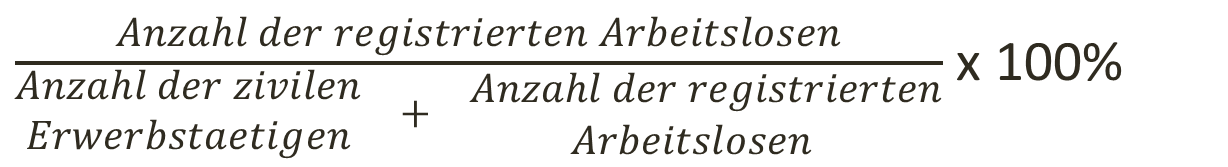 Anzahl der registrierten Arbeitslosen
x 100%
Anzahl der zivilen + Anzahl der registrierten
Erwerbstaetigen Arbeitslosen